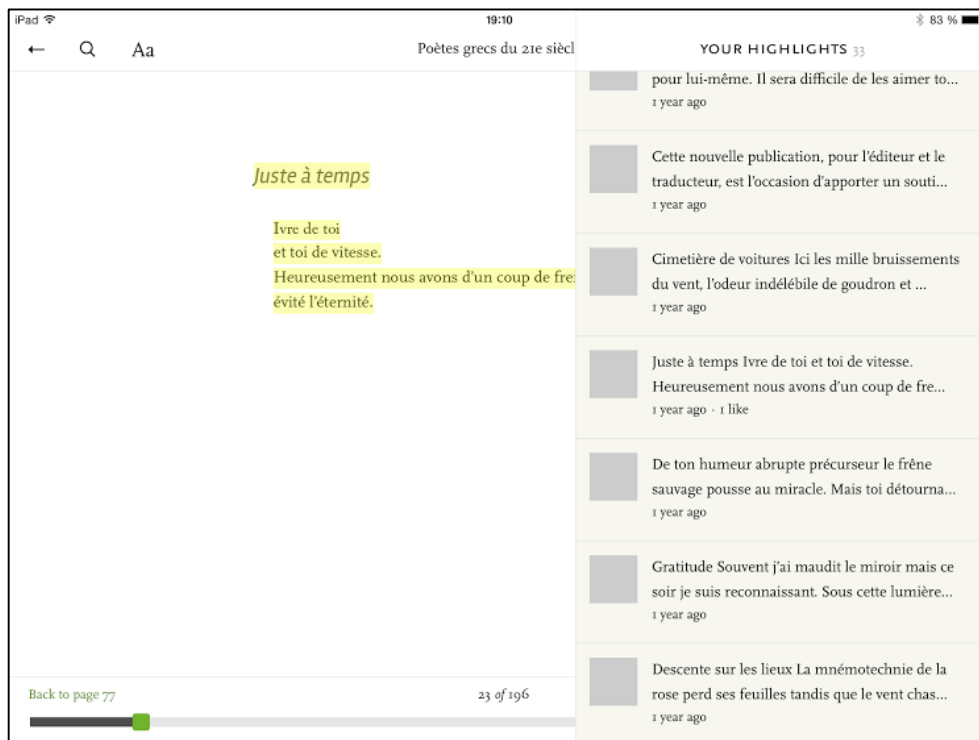 iPad 19:10 83 %
Aa Poètes grecs du 21e siècl
YOUR HIGHLIGHTS 33
Juste à temps
Ivre de toi
et toi de vitesse.
Heureusement nous avons d'un coup de frei
évité l'éternité.
Back to page 77 23 of 196
pour lui-même. Il sera difficile de les aimer to...
1 year ago
Cette nouvelle publication, pour l'éditeur et le
traducteur, est l'occasion d'apporter un souti...
1 year ago
Cimetière de voitures Ici les mille bruissements
du vent, l'odeur indélébile de goudron et ...
1 year ago
Juste à temps Ivre de toi et toi de vitesse.
Heureusement nous avons d'un coup de fre...
1 year ago · 1 like
De ton humeur abrupte précurseur le frêne
sauvage pousse au miracle. Mais toi détourna...
1 year ago
Gratitude Souvent j'ai maudit le miroir mais ce
soir je suis reconnaissant. Sous cette lumière...
1 year ago
Descente sur les lieux La mnémotechnie de la
rose perd ses feuilles tandis que le vent chas...
1 year ago